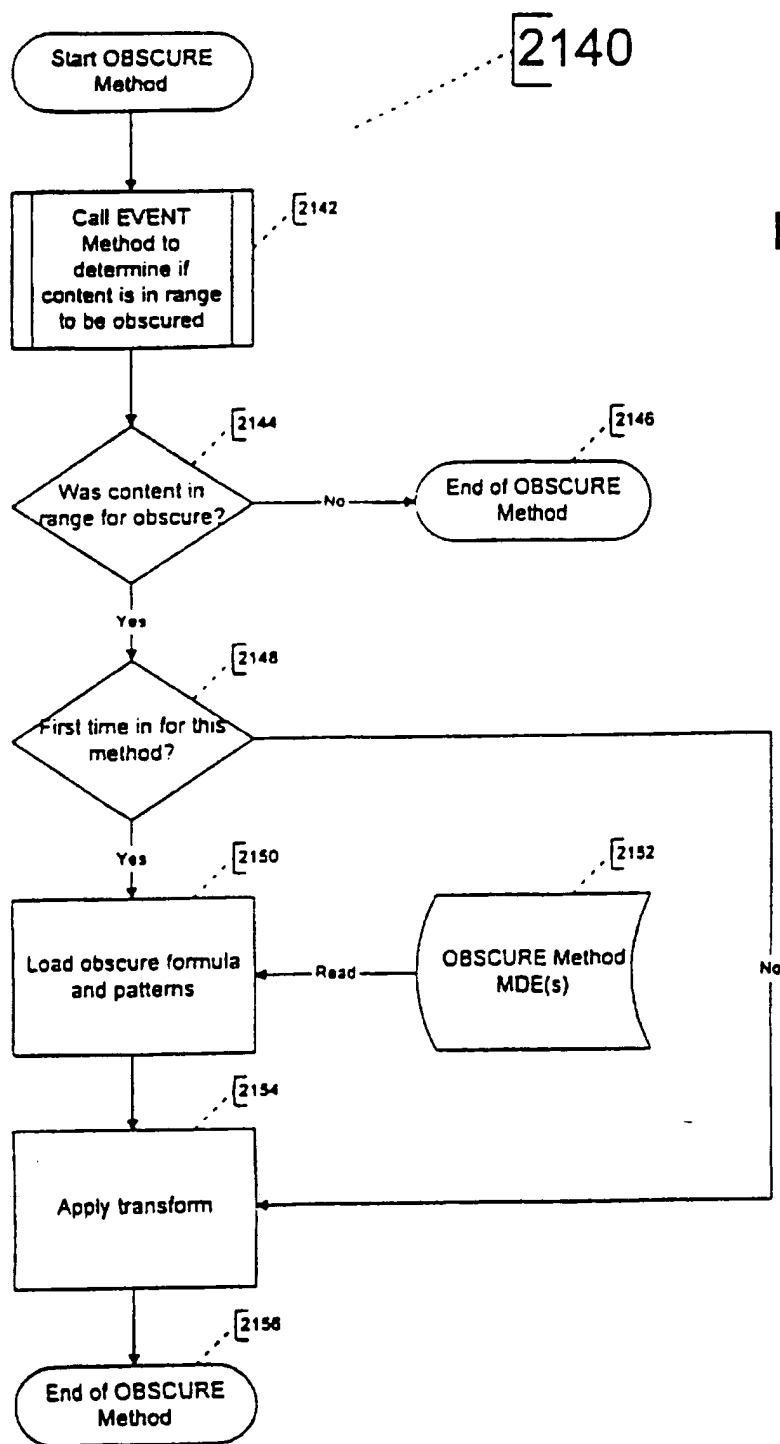 2140
Start OBSCURE
Method
Call EVENT
Method to
determine if
content is in range
to be obscured
2142
2144
Was content in
range for obscure?
No
2146
End of OBSCURE
Method
Yes
2148
First time in for this
method?
No
Yes
2150
Load obscure formula
and patterns
Read
2152
OBSCURE Method
MDE(s)
2154
Apply transform
2156
End of OBSCURE
Method